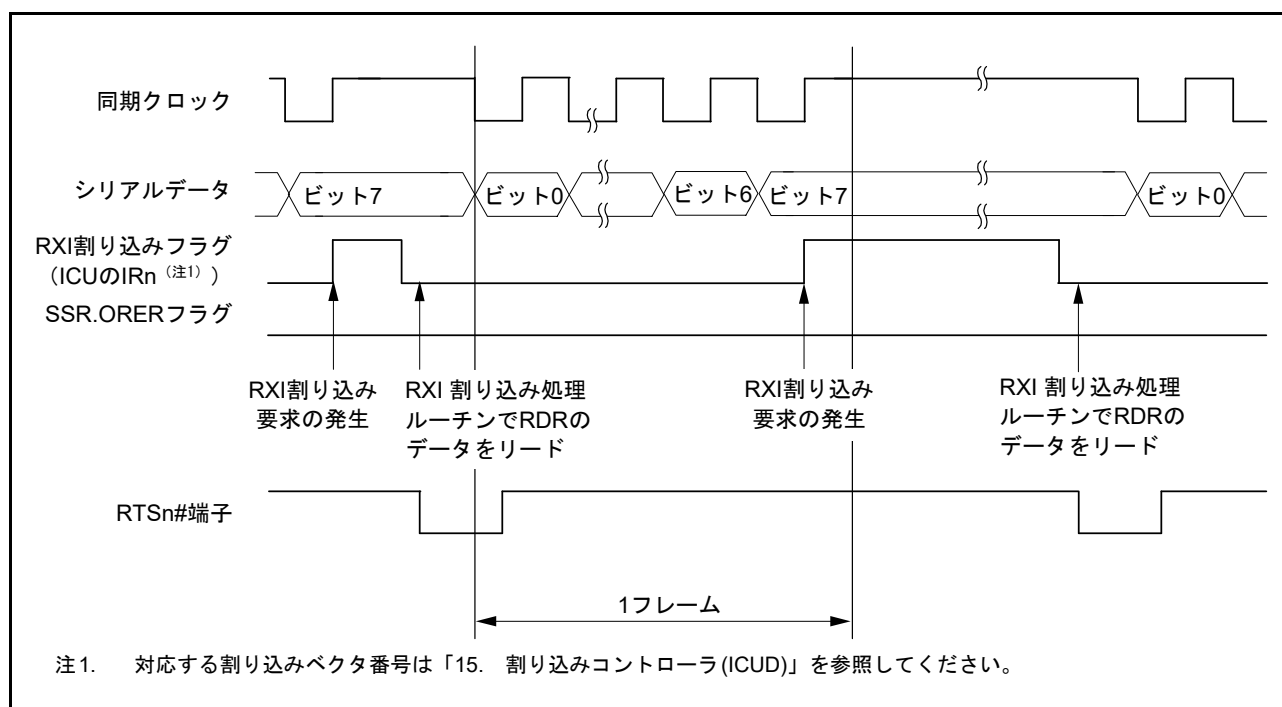 同期クロック
シリアルデータ
ビット7
ビット0
ビット6
ビット7
ビット0
RXI割り込みフラグ
(ICUのIRn (注1) )
SSR.ORERフラグ
RXI割り込み
要求の発生
RXI 割り込み処理
ルーチンでRDRの
データをリード
RXI割り込み
要求の発生
RXI 割り込み処理
ルーチンでRDRの
データをリード
RTSn#端子
1フレーム
注1. 対応する割り込みベクタ番号は「15. 割り込みコントローラ(ICUD)」を参照してください。